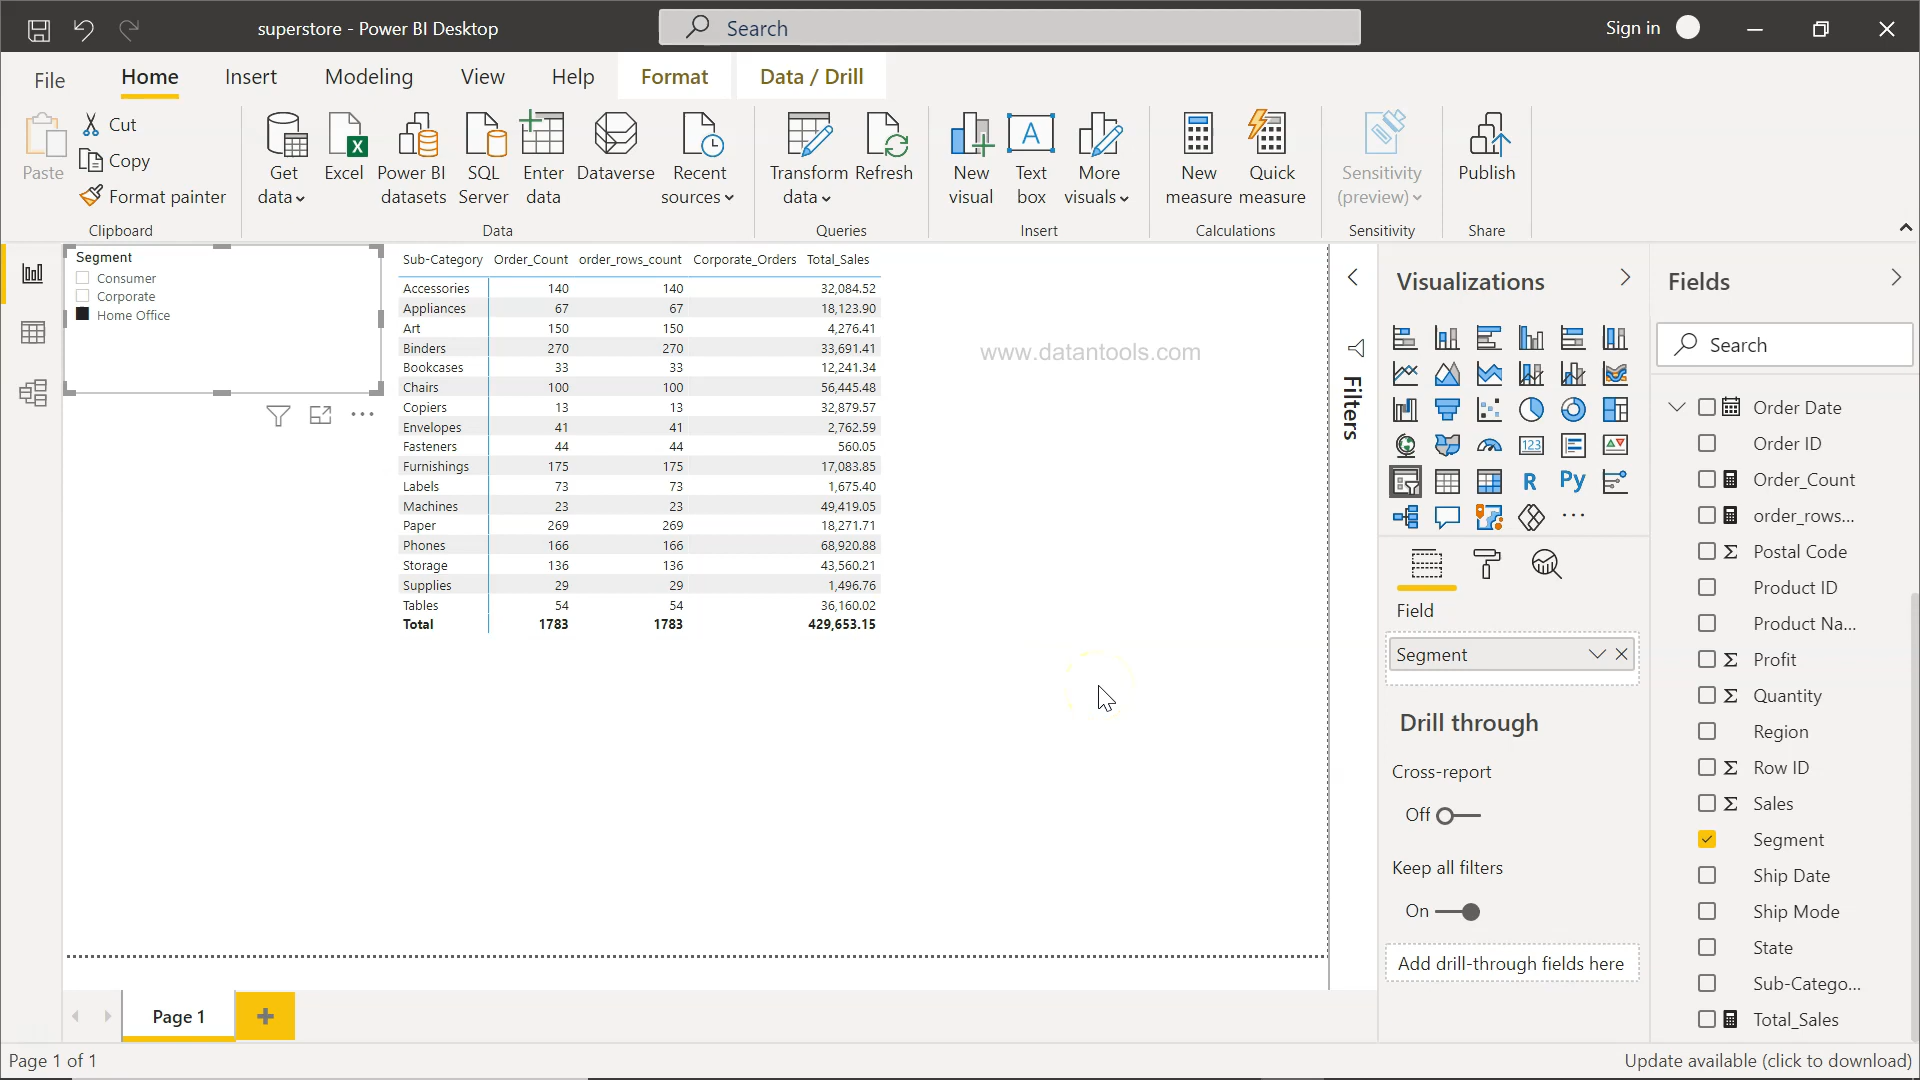 superstore - Power BI Desktop
Search
Sign in
File
Home
Insert
Modeling
View
Help
Format
Data / Drill
Paste
Cut
Copy
Format painter
Clipboard
Get data
Excel
Power BI datasets
SQL Server
Enter data
Dataverse
Recent sources
Data
Transform data
Refresh
Queries
New visual
A
Text box
More visuals
Insert
New measure
Quick measure
Calculations
Sensitivity (preview)
Sensitivity
Publish
Share
Segment
Consumer
Corporate
Home Office
Sub-Category Order_Count order_rows_count Corporate_Orders Total_Sales
Accessories 140 140 32,084.52
Appliances 67 67 18,123.90
Art 150 150 4,276.41
Binders 270 270 33,691.41
Bookcases 33 33 12,241.34
Chairs 100 100 56,445.48
Copiers 13 13 32,879.57
Envelopes 41 41 2,762.59
Fasteners 44 44 560.05
Furnishings 175 175 17,083.85
Labels 73 73 1,675.40
Machines 23 23 49,419.05
Paper 269 269 18,271.71
Phones 166 166 68,920.88
Storage 136 136 43,560.21
Supplies 29 29 1,496.76
Tables 54 54 36,160.02
Total 1783 1783 429,653.15
www.datantools.com
Filters
Visualizations
123
R
Py
Field
Segment
Drill through
Cross-report
Off
Keep all filters
On
Add drill-through fields here
Fields
Search
Order Date
Order ID
Order_Count
order_rows...
Postal Code
Product ID
Product Na...
Profit
Quantity
Region
Row ID
Sales
Segment
Ship Date
Ship Mode
State
Sub-Catego...
Total_Sales
Page 1
Page 1 of 1
Update available (click to download)